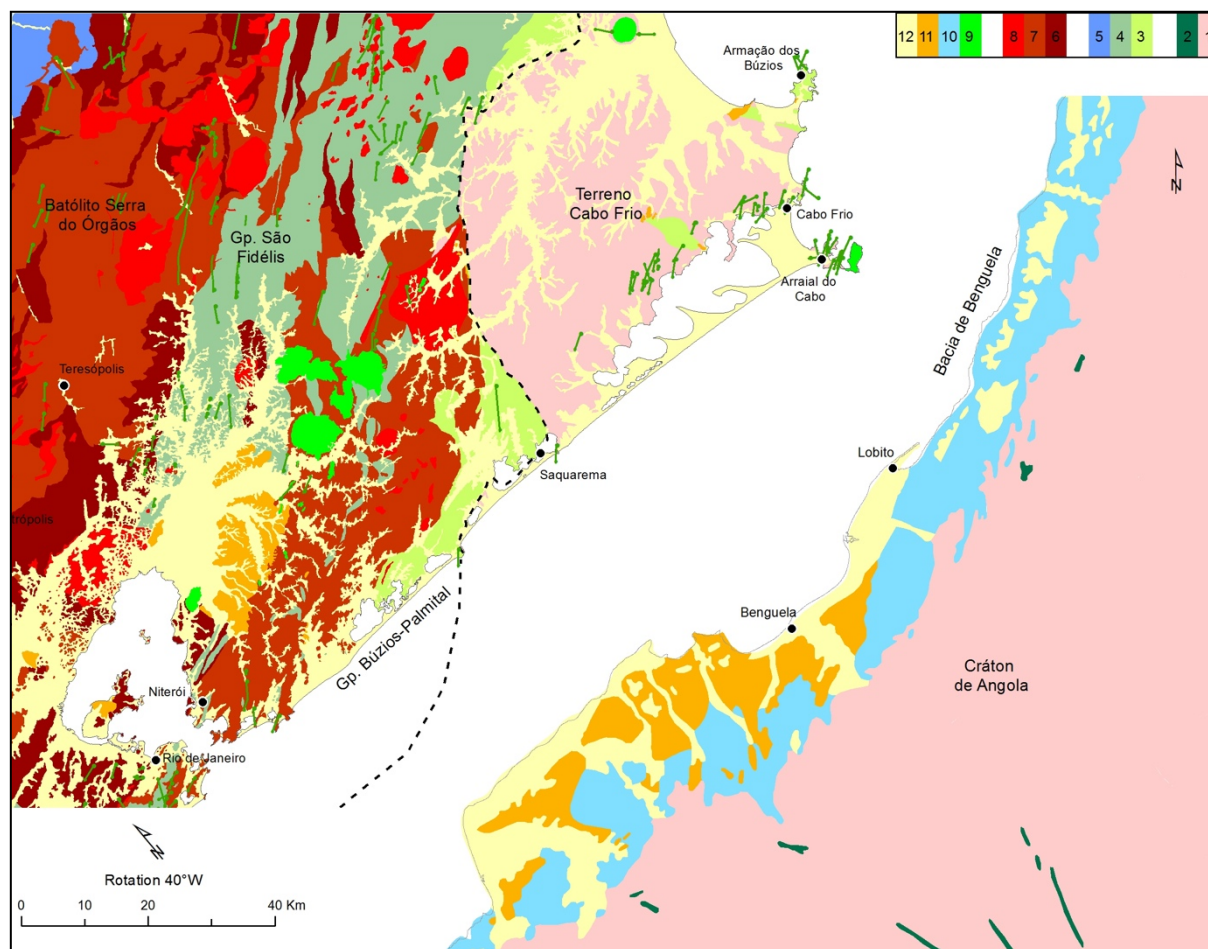 12 11 10 9 8 7 6 5 4 3 2 1
Armação dos
Búzios
Batólito Serra
do Órgãos
Gp. São
Fidélis
Terreno
Cabo Frio
Cabo Frio
Arraial do
Cabo
N
Bacia de Benguela
Teresópolis
Saquarema
Lobito
trópolis
Gp. Búzios-Palmital
Benguela
Cráton
de Angola
Niterói
Rio de Janeiro
N
Rotation 40°W
0 10 20 40 Km